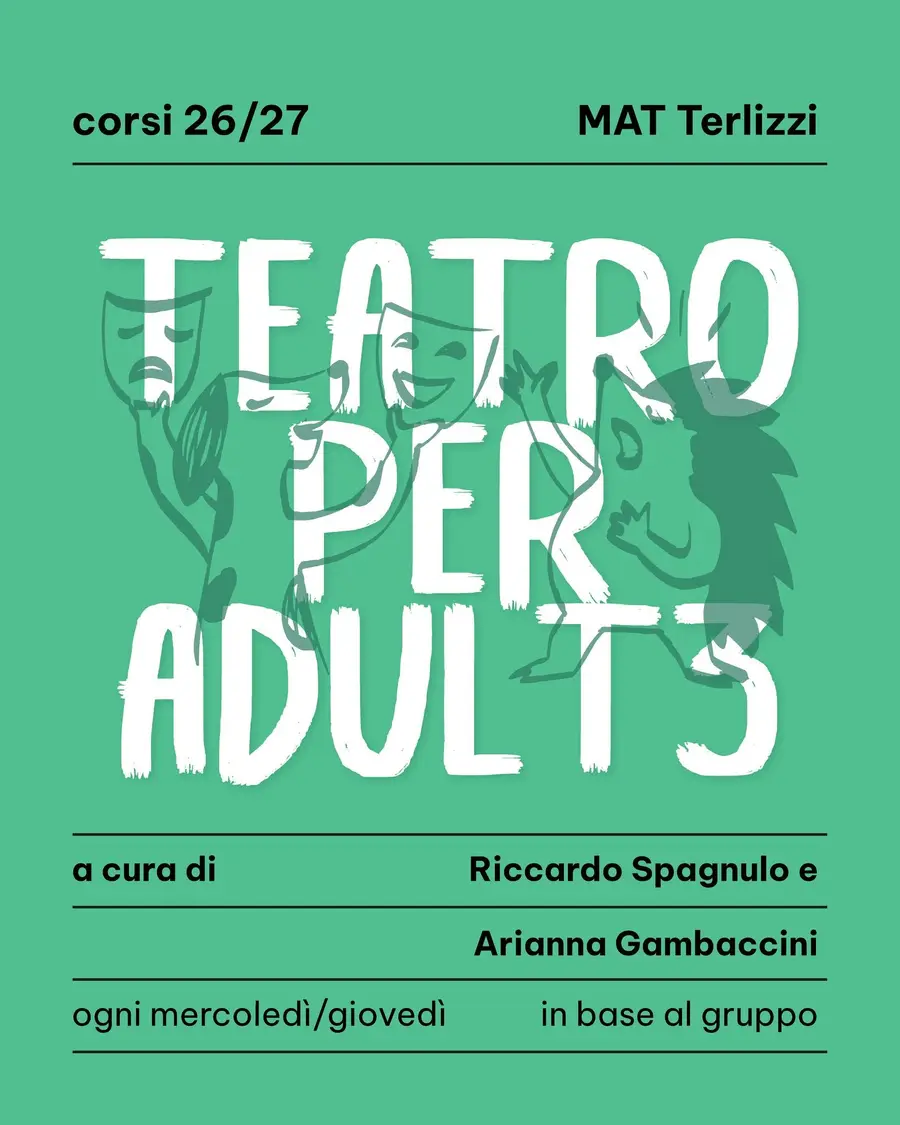 corsi 26/27 MAT Terlizzi
TEATRO
PER
ADULT3
a cura di Riccardo Spagnulo e
Arianna Gambaccini
ogni mercoledì/giovedì in base al gruppo